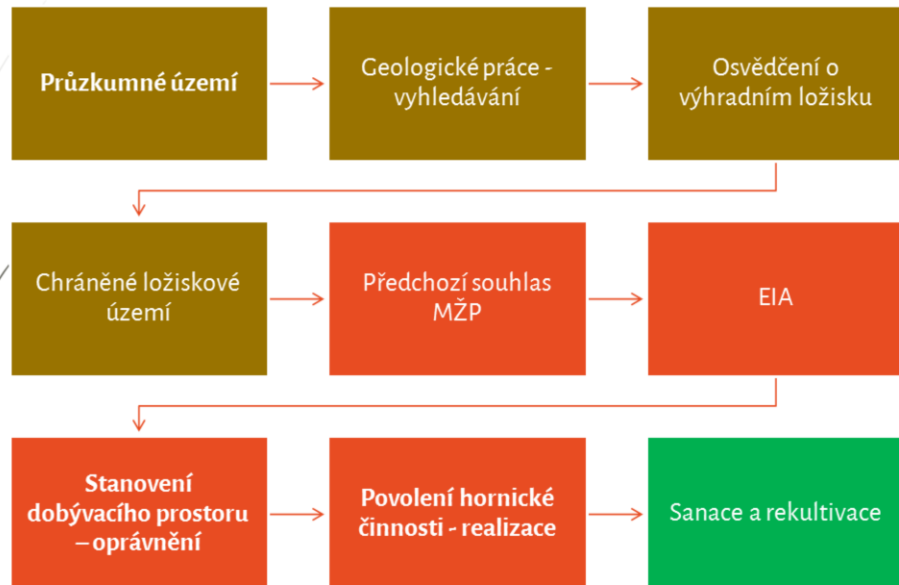 Průzkumné území
Geologické práce -
vyhledávání
Osvědčení o
výhradním ložisku
Chráněné ložiskové
území
Předchozí souhlas
MŽP
EIA
Stanovení
dobývacího prostoru
– oprávnění
Povolení hornické
činnosti - realizace
Sanace a rekultivace